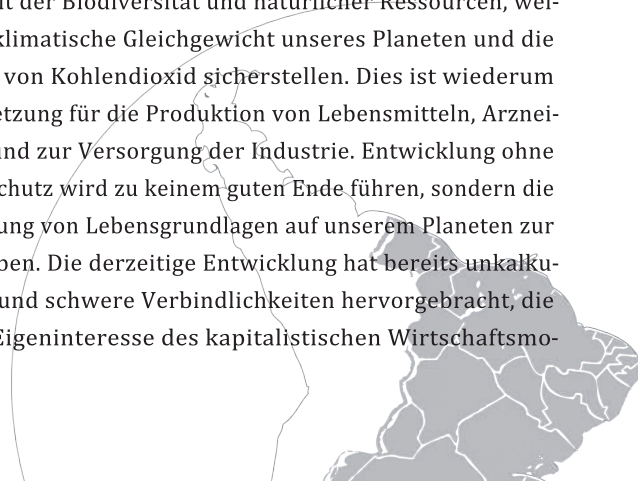 der Biodiversität und natürlicher Ressourcen, wel-
klimatische Gleichgewicht unseres Planeten und die
von Kohlendioxid sicherstellen. Dies ist wiederum
etzung für die Produktion von Lebensmitteln, Arznei-
und zur Versorgung der Industrie. Entwicklung ohne
schutz wird zu keinem guten Ende führen, sondern die
ung von Lebensgrundlagen auf unserem Planeten zur
ben. Die derzeitige Entwicklung hat bereits unkalku-
und schwere Verbindlichkeiten hervorgebracht, die
Eigeninteresse des kapitalistischen Wirtschaftsmo-